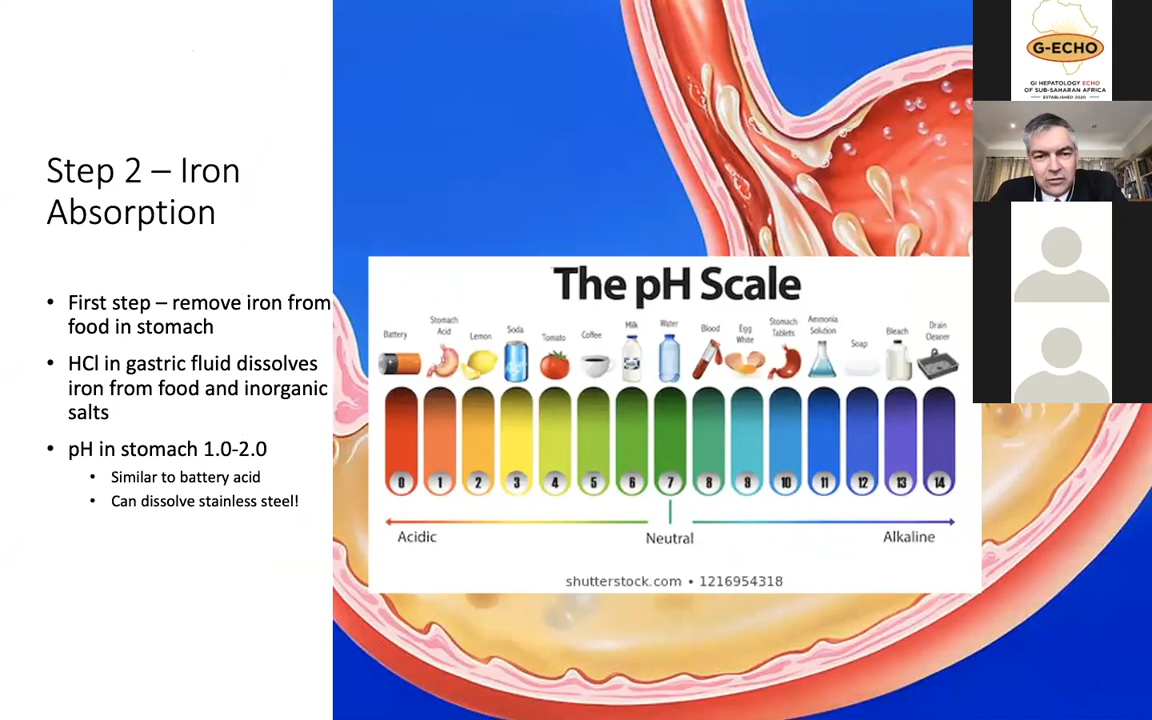 Step 2 – Iron
Absorption
• First step – remove iron from
food in stomach
• HCl in gastric fluid dissolves
iron from food and inorganic
salts
• pH in stomach 1.0-2.0
• Similar to battery acid
• Can dissolve stainless steel!
The pH Scale
Battery
Stomach
Acid
Lemon
Soda
Tomato
Coffee
Milk
Water
Blood
Egg
White
Stomach
Tablets
Ammonia
Solution
Soap
Bleach
Drain
Cleaner
0 1 2 3 4 5 6 7 8 9 10 11 12 13 14
Acidic
Neutral
Alkaline
shutterstock.com • 1216954318
G-ECHO
GI HEPATOLOGY ECHO
OF SUB-SAHARAN AFRICA
ESTABLISHED 2020